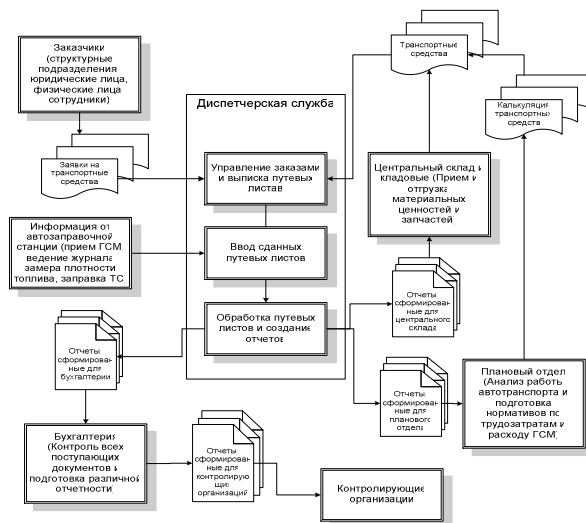 Заказчики
(структурные
подразделения
юридические лица,
физические лица
сотрудники)
Транспортные
средства
Калькуляция
транспортных
средств
Диспетчерская служба
Заявки на
транспортные
средства
Управление заказами
и выписка путевых
листав
Центральный склад и
кладовые (Прием и
отгрузка
материальных
ценностей и
запчастей)
Информация от
автозаправочной
станции (прием ГСМ,
ведение журнала
замера плотности
топлива, заправка ТС)
Ввод сданных
путевых листов
Обработка путевых
листов и создание
отчетов
Отчеты,
сформирован
ные для
центрального
склада
Отчеты,
сформирован
ные для
бухгалтерии
Отчеты,
сформирован
ные для
планового
отдела
Плановый отдел
(Анализ работы
автотранспорта и
подготовка
нормативов по
трудозатратам и
расходу ГСМ)
Бухгалтерия
(Контроль всех
поступающих
документов и
подготовка различной
отчетности)
Отчеты,
сформирован
ные для
контролирую
щих
организаций
Контролирующие
организации